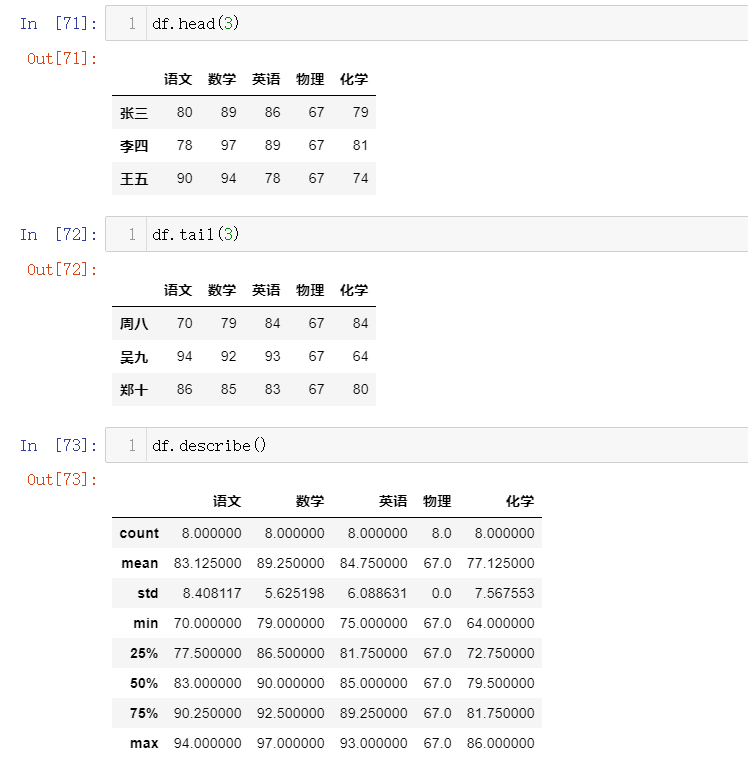 In [71]: 1 df.head(3)
Out[71]:
语文 数学 英语 物理 化学
张三 80 89 86 67 79
李四 78 97 89 67 81
王五 90 94 78 67 74
In [72]: 1 df.tail(3)
Out[72]:
语文 数学 英语 物理 化学
周八 70 79 84 67 84
吴九 94 92 93 67 64
郑十 86 85 83 67 80
In [73]: 1 df.describe()
Out[73]:
语文 数学 英语 物理 化学
count 8.000000 8.000000 8.000000 8.0 8.000000
mean 83.125000 89.250000 84.750000 67.0 77.125000
std 8.408117 5.625198 6.088631 0.0 7.567553
min 70.000000 79.000000 75.000000 67.0 64.000000
25% 77.500000 86.500000 81.750000 67.0 72.750000
50% 83.000000 90.000000 85.000000 67.0 79.500000
75% 90.250000 92.500000 89.250000 67.0 81.750000
max 94.000000 97.000000 93.000000 67.0 86.000000